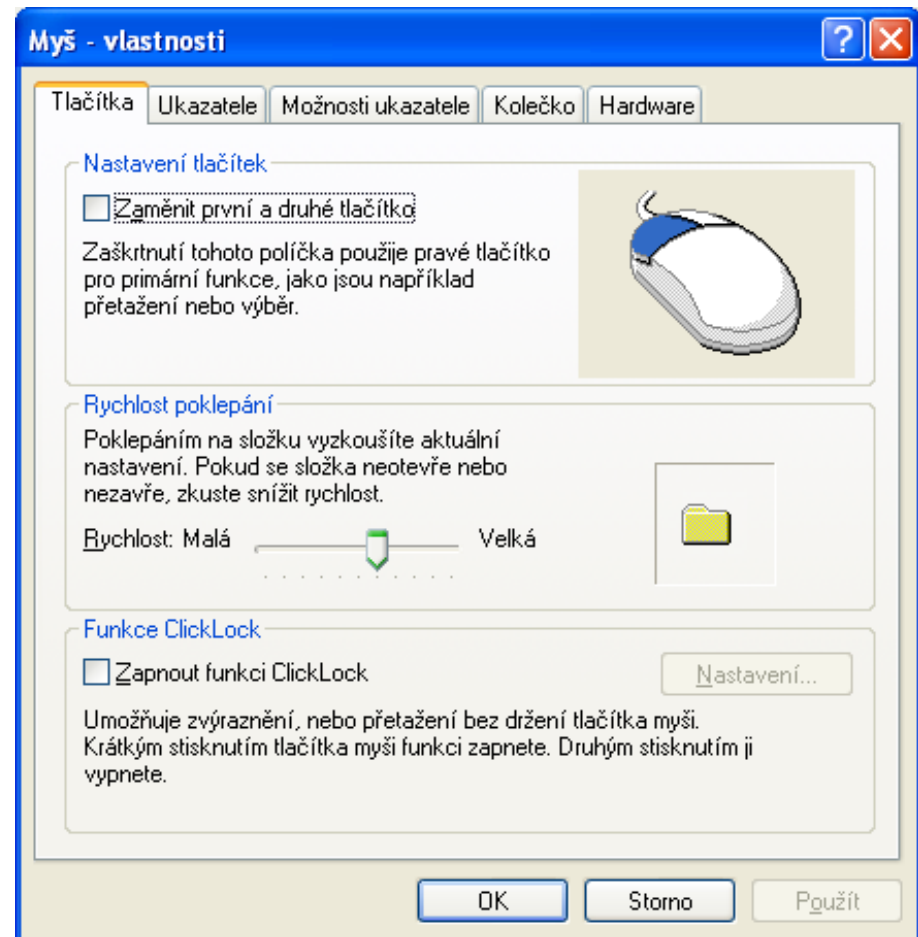 Myš - vlastnosti
Tlačítka Ukazatele Možnosti ukazatele Kolečko Hardware
Nastavení tlačítek
Zaměnit první a druhé tlačítko
Zaškrtnutí tohoto políčka použije pravé tlačítko
pro primární funkce, jako jsou například
přetažení nebo výběr.
Rychlost poklepání
Poklepáním na složku vyzkoušíte aktuální
nastavení. Pokud se složka neotevře nebo
nezavře, zkuste snížit rychlost.
Rychlost: Malá Velká
Funkce ClickLock
Zapnout funkci ClickLock Nastavení...
Umožňuje zvýraznění, nebo přetažení bez držení tlačítka myši.
Krátkým stisknutím tlačítka myši funkci zapnete. Druhým stisknutím ji
vypnete.
OK Storno Použít